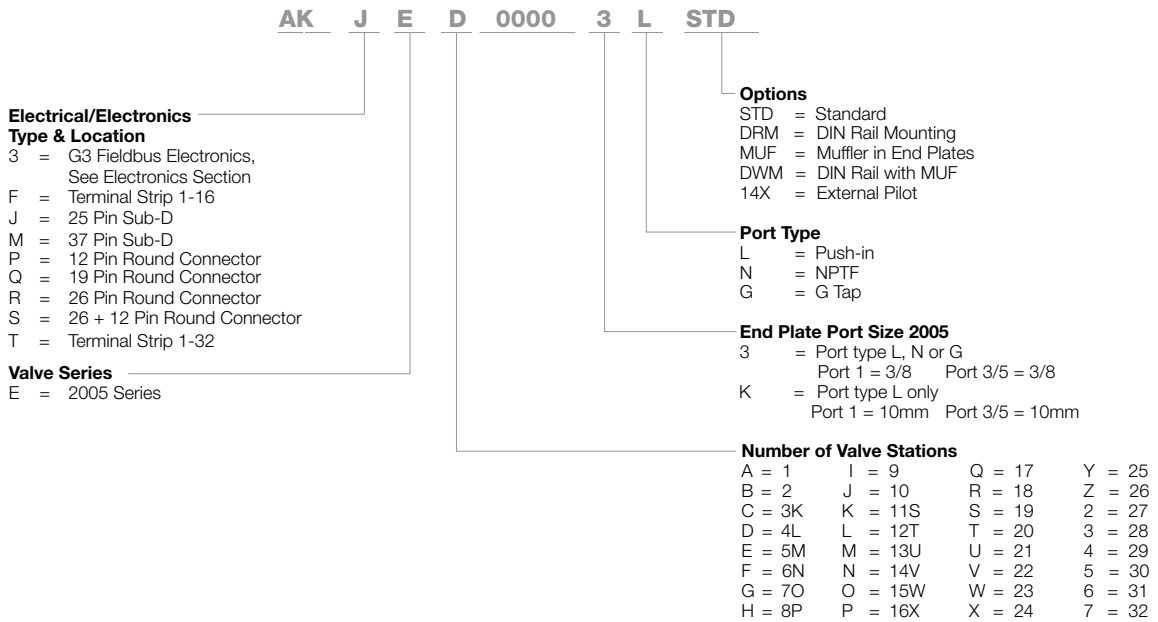 AK J E D 0000 3 L STD
Electrical/Electronics
Type & Location
3 = G3 Fieldbus Electronics,
See Electronics Section
F = Terminal Strip 1-16
J = 25 Pin Sub-D
M = 37 Pin Sub-D
P = 12 Pin Round Connector
Q = 19 Pin Round Connector
R = 26 Pin Round Connector
S = 26 + 12 Pin Round Connector
T = Terminal Strip 1-32
Valve Series
E = 2005 Series
Options
STD = Standard
DRM = DIN Rail Mounting
MUF = Muffler in End Plates
DWM = DIN Rail with MUF
14X = External Pilot
Port Type
L = Push-in
N = NPTF
G = G Tap
End Plate Port Size 2005
3 = Port type L, N or G
Port 1 = 3/8 Port 3/5 = 3/8
K = Port type L only
Port 1 = 10mm Port 3/5 = 10mm
Number of Valve Stations
A = 1 I = 9 Q = 17 Y = 25
B = 2 J = 10 R = 18 Z = 26
C = 3K K = 11S S = 19 2 = 27
D = 4L L = 12T T = 20 3 = 28
E = 5M M = 13U U = 21 4 = 29
F = 6N N = 14V V = 22 5 = 30
G = 7O O = 15W W = 23 6 = 31
H = 8P P = 16X X = 24 7 = 32